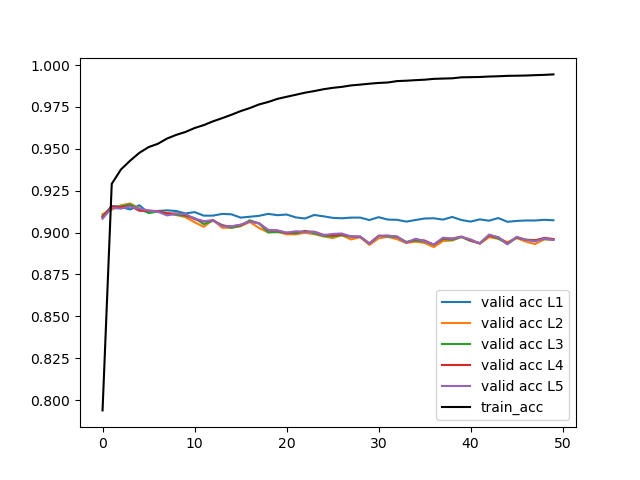 1.000
0.975
0.950
0.925
0.900
0.875
0.850
0.825
0.800
valid acc L1
valid acc L2
valid acc L3
valid acc L4
valid acc L5
train_acc
0 10 20 30 40 50